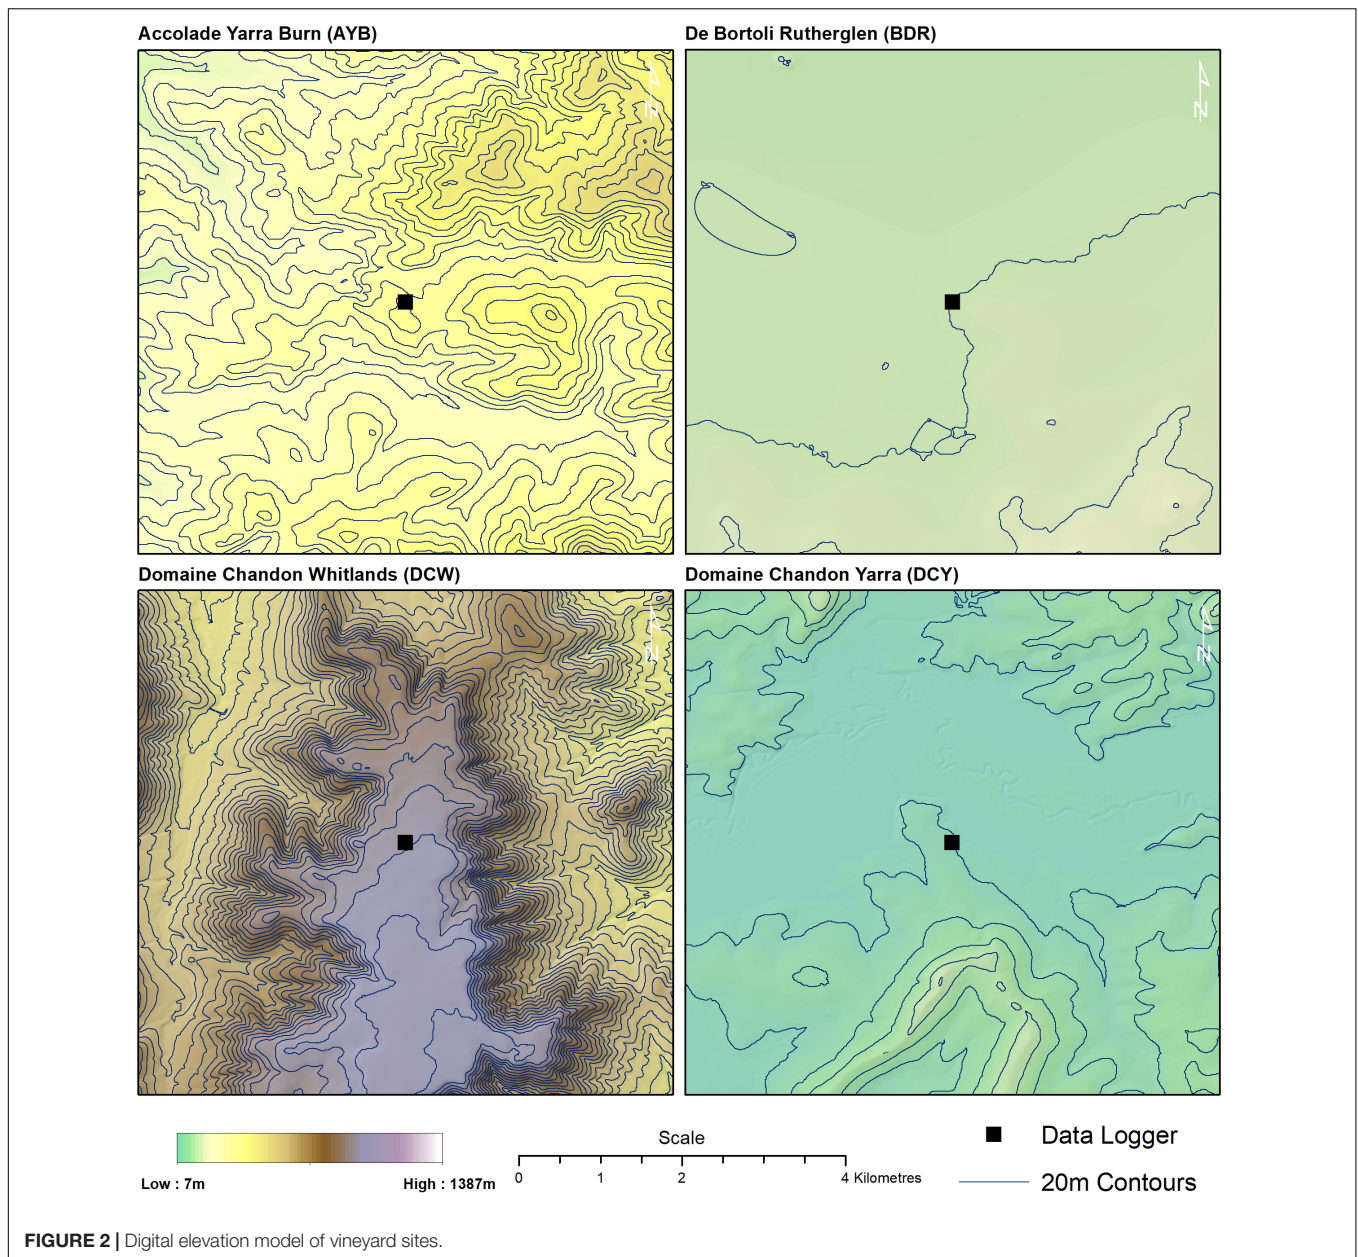 Accolade Yarra Burn (AYB)
De Bortoli Rutherglen (BDR)
N
N
Domaine Chandon Whitlands (DCW)
Domaine Chandon Yarra (DCY)
N
N
Low : 7m
High : 1387m
Scale
0 1 2 4 Kilometres
Data Logger
20m Contours
FIGURE 2 | Digital elevation model of vineyard sites.